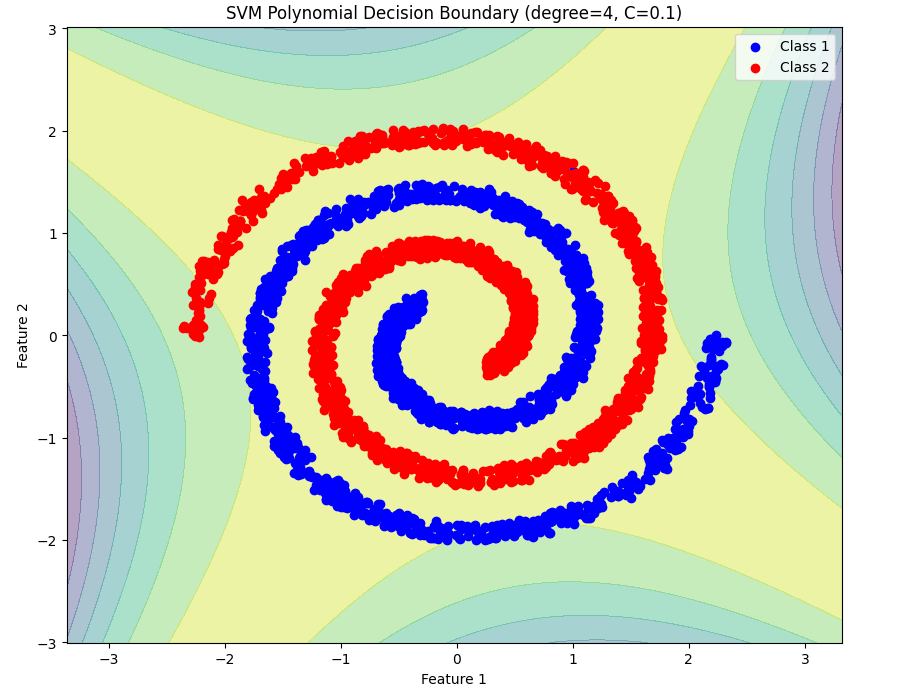 SVM Polynomial Decision Boundary (degree=4, C=0.1)
Class 1
Class 2
3
2
1
0
−1
−2
−3
Feature 2
−3
−2
−1
0
1
2
3
Feature 1